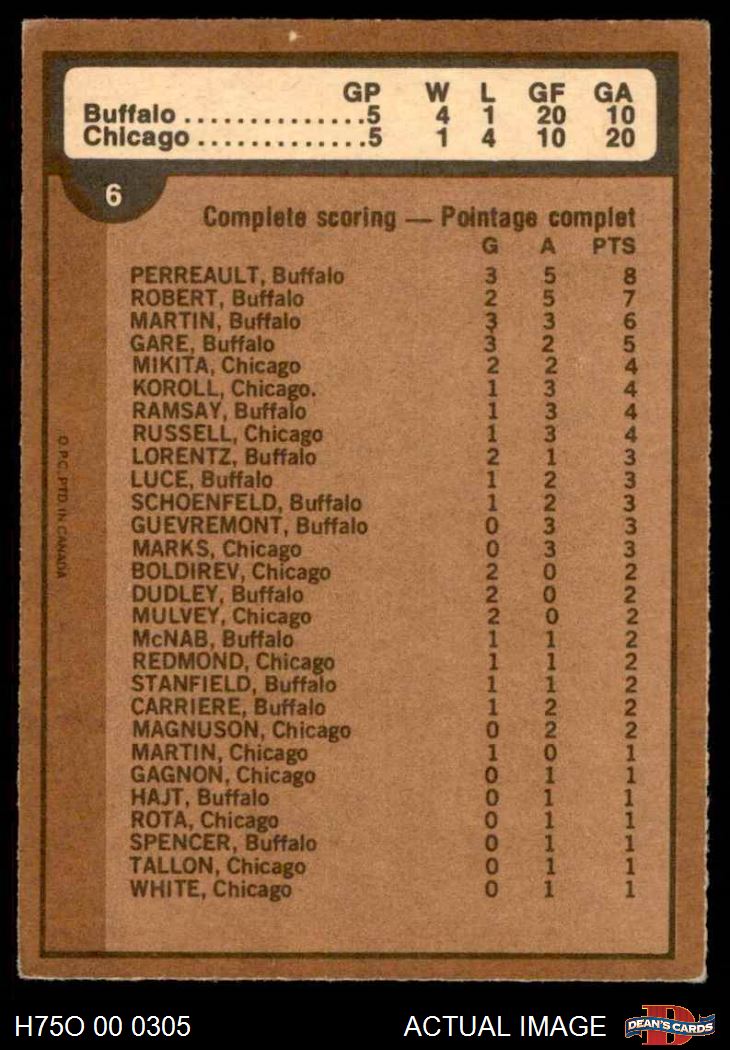 GP W L GF GA
Buffalo..............5 4 1 20 10
Chicago.............5 1 4 10 20
6
Complete scoring — Pointage complet
G A PTS
PERREAULT, Buffalo 3 5 8
ROBERT, Buffalo 2 5 7
MARTIN, Buffalo 3 3 6
GARE, Buffalo 3 2 5
MIKITA, Chicago 2 2 4
KOROLL, Chicago. 1 3 4
RAMSAY, Buffalo 1 3 4
RUSSELL, Chicago 1 3 4
LORENTZ, Buffalo 2 1 3
LUCE, Buffalo 1 2 3
SCHOENFELD, Buffalo 1 2 3
GUEVREMONT, Buffalo 0 3 3
MARKS, Chicago 0 3 3
BOLDIREV, Chicago 2 0 2
DUDLEY, Buffalo 2 0 2
MULVEY, Chicago 2 0 2
McNAB, Buffalo 1 1 2
REDMOND, Chicago 1 1 2
STANFIELD, Buffalo 1 1 2
CARRIERE, Buffalo 1 2 2
MAGNUSON, Chicago 0 2 2
MARTIN, Chicago 1 0 1
GAGNON, Chicago 0 1 1
HAJT, Buffalo 0 1 1
ROTA, Chicago 0 1 1
SPENCER, Buffalo 0 1 1
TALLON, Chicago 0 1 1
WHITE, Chicago 0 1 1
O.P.C. PTD. IN CANADA
H75O 00 0305 ACTUAL IMAGE
D
DEAN'S CARDS